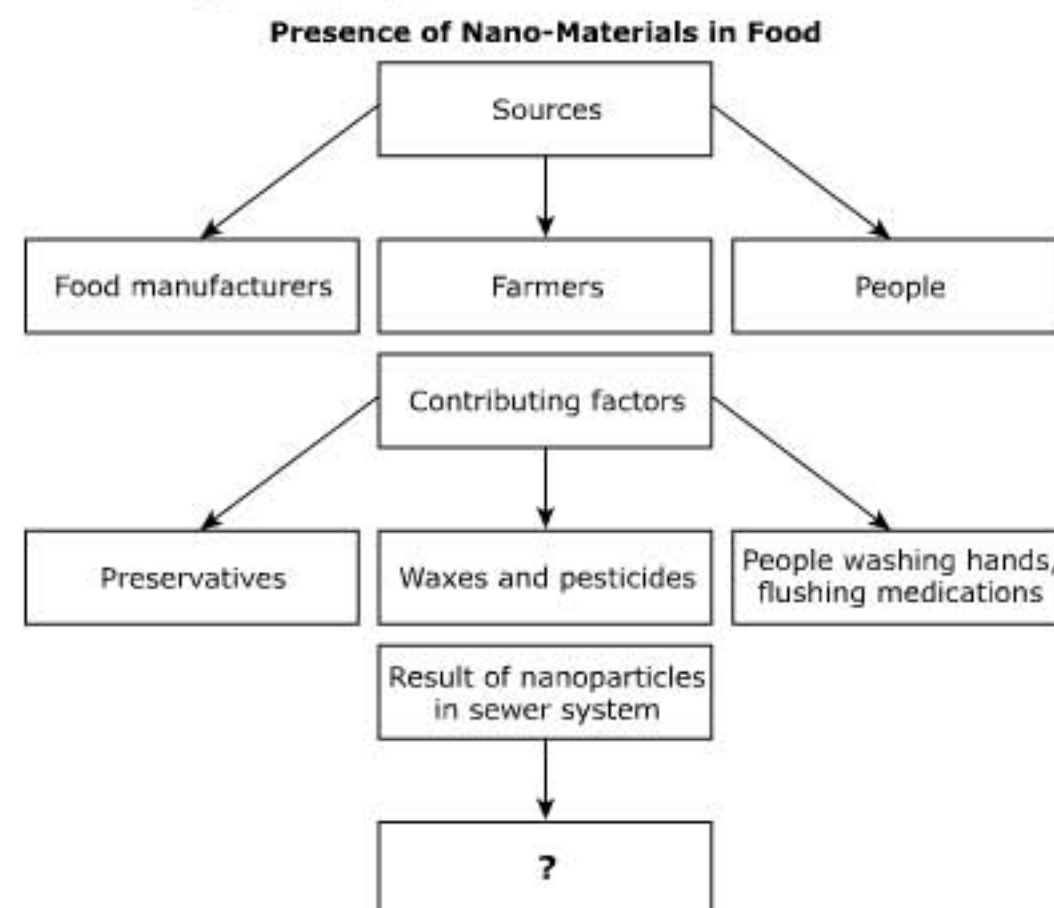 Presence of Nano-Materials in Food
Sources
Food manufacturers
Farmers
People
Contributing factors
Preservatives
Waxes and pesticides
People washing hands,
flushing medications
Result of nanoparticles
in sewer system
?